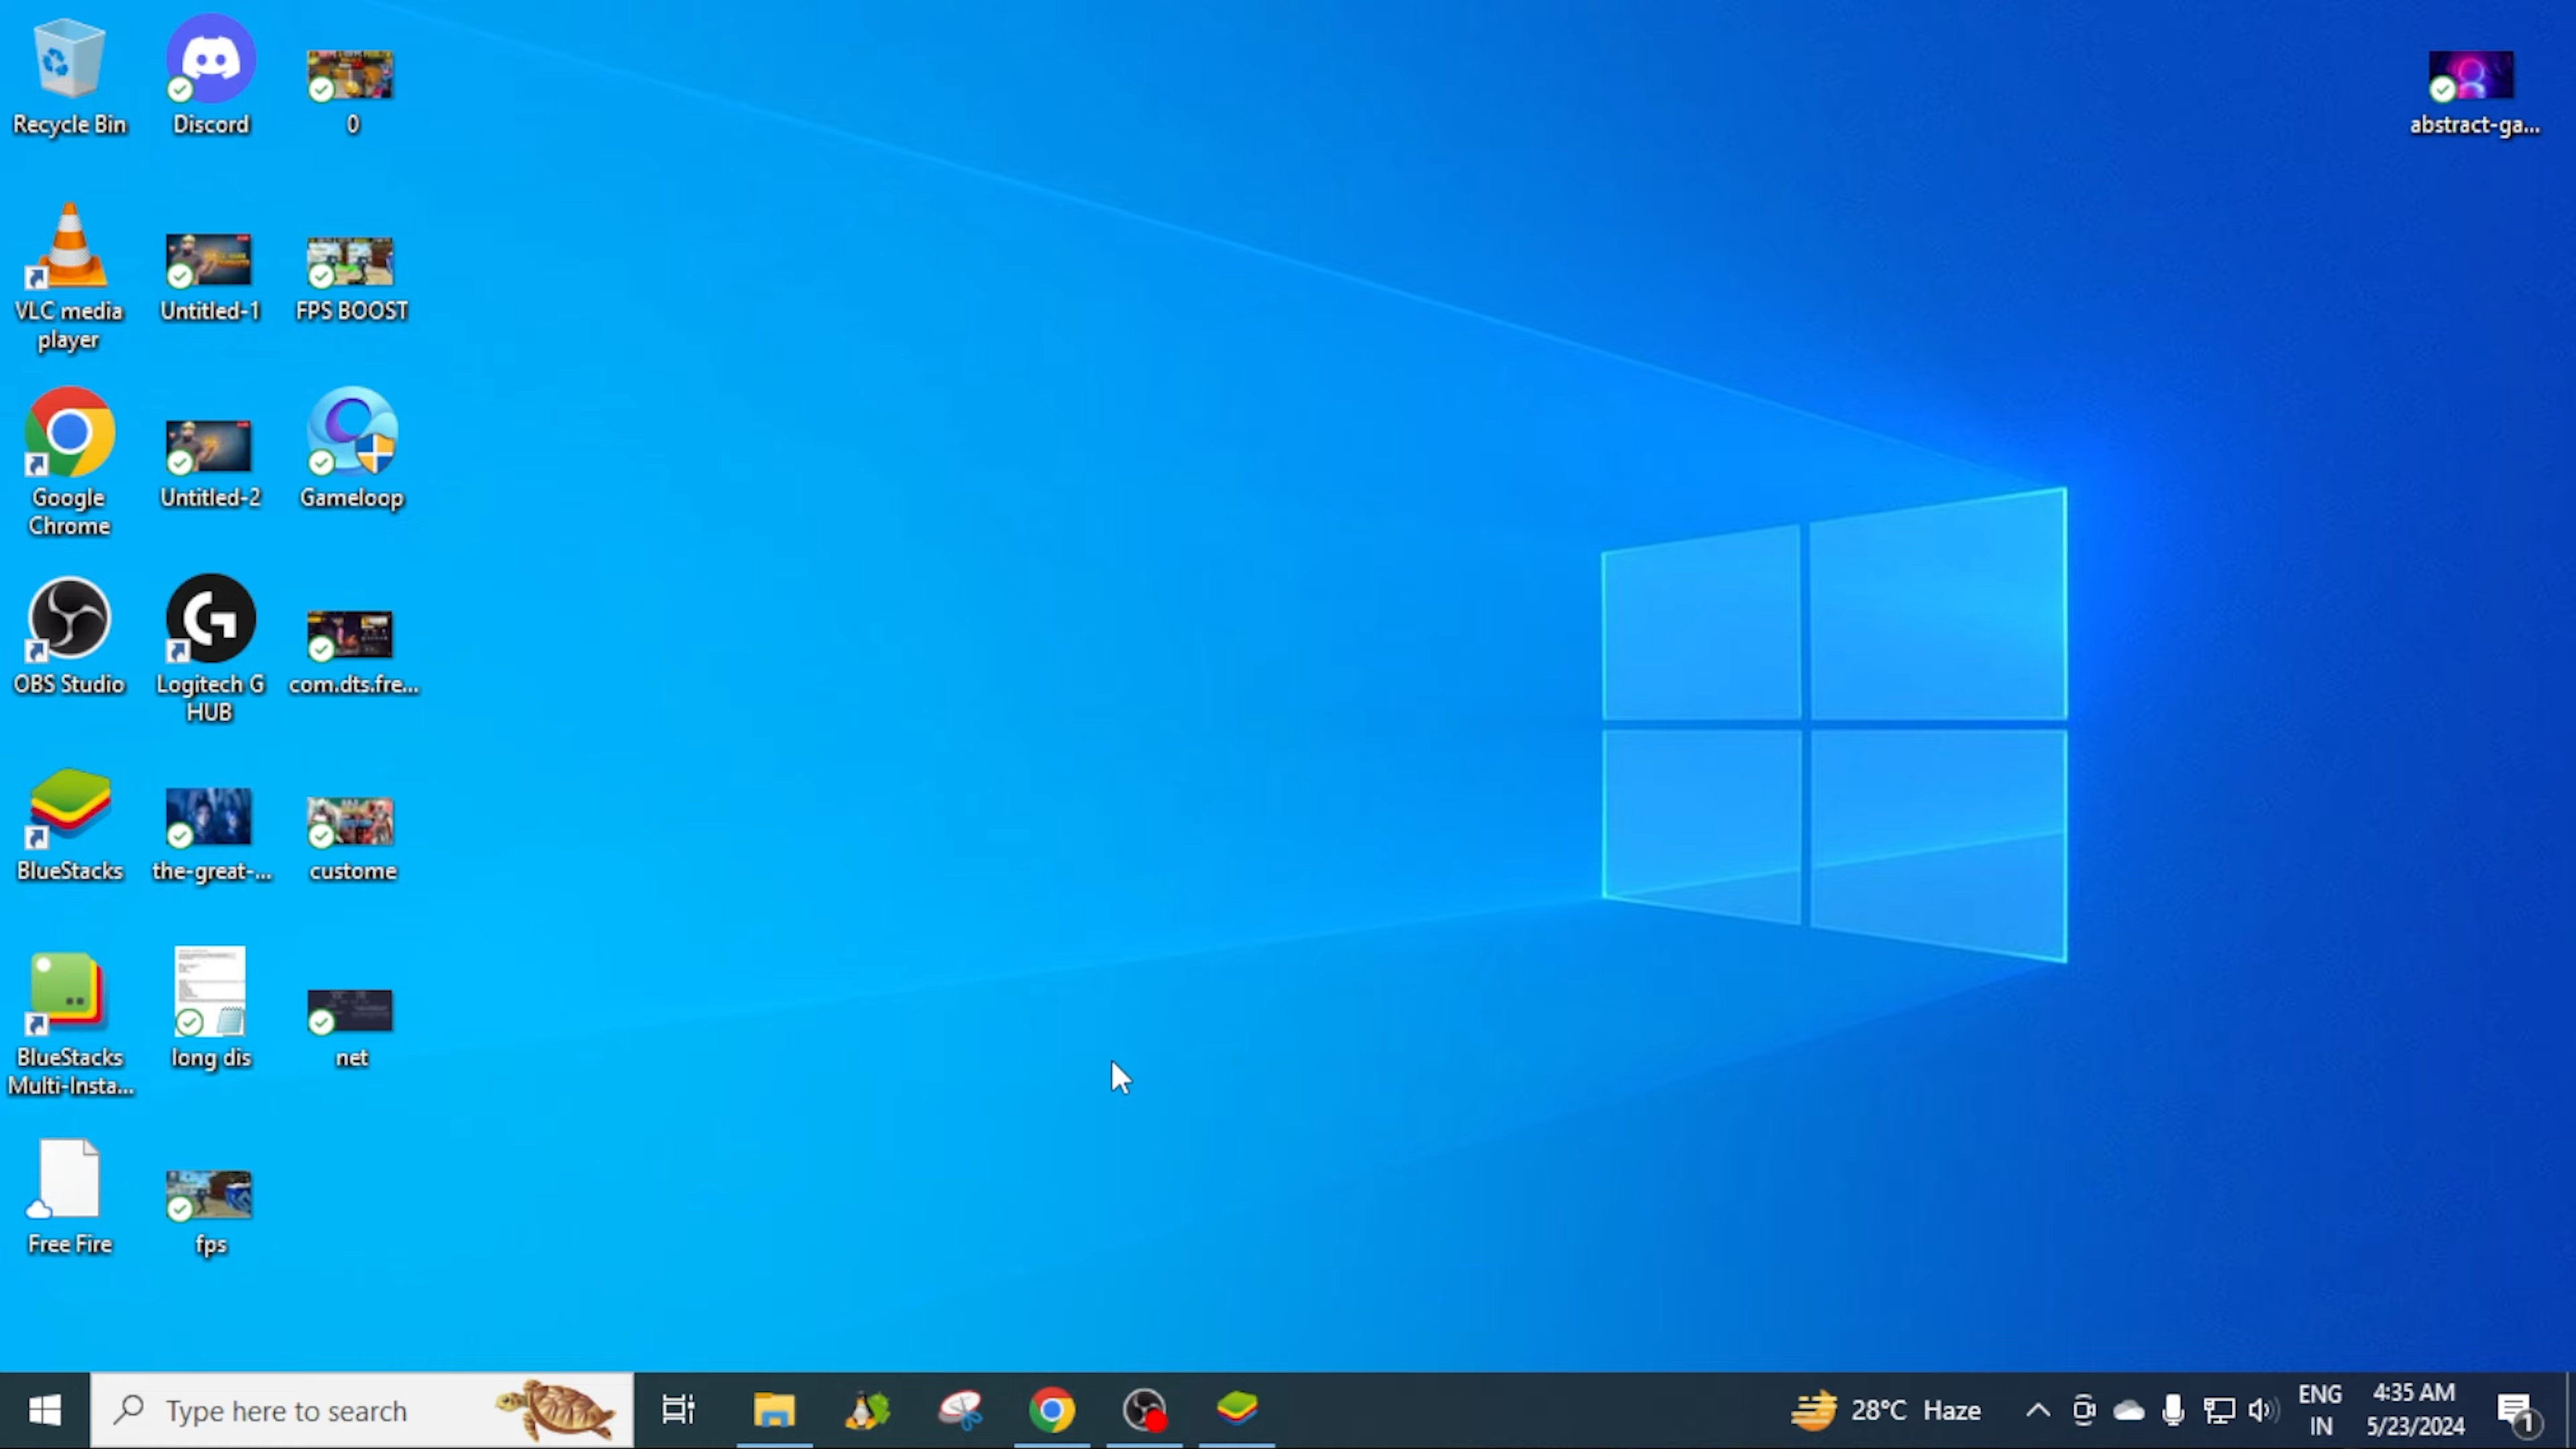 Recycle Bin
Discord
0
abstract-ga...
VLC media
player
Untitled-1
FPS BOOST
Google
Chrome
Untitled-2
Gameloop
OBS Studio
Logitech G
HUB
com.dts.fre...
BlueStacks
the-great-...
custome
BlueStacks
Multi-Insta...
long dis
net
Free Fire
fps
Type here to search
28°C Haze
ENG
IN
4:35 AM
5/23/2024
1